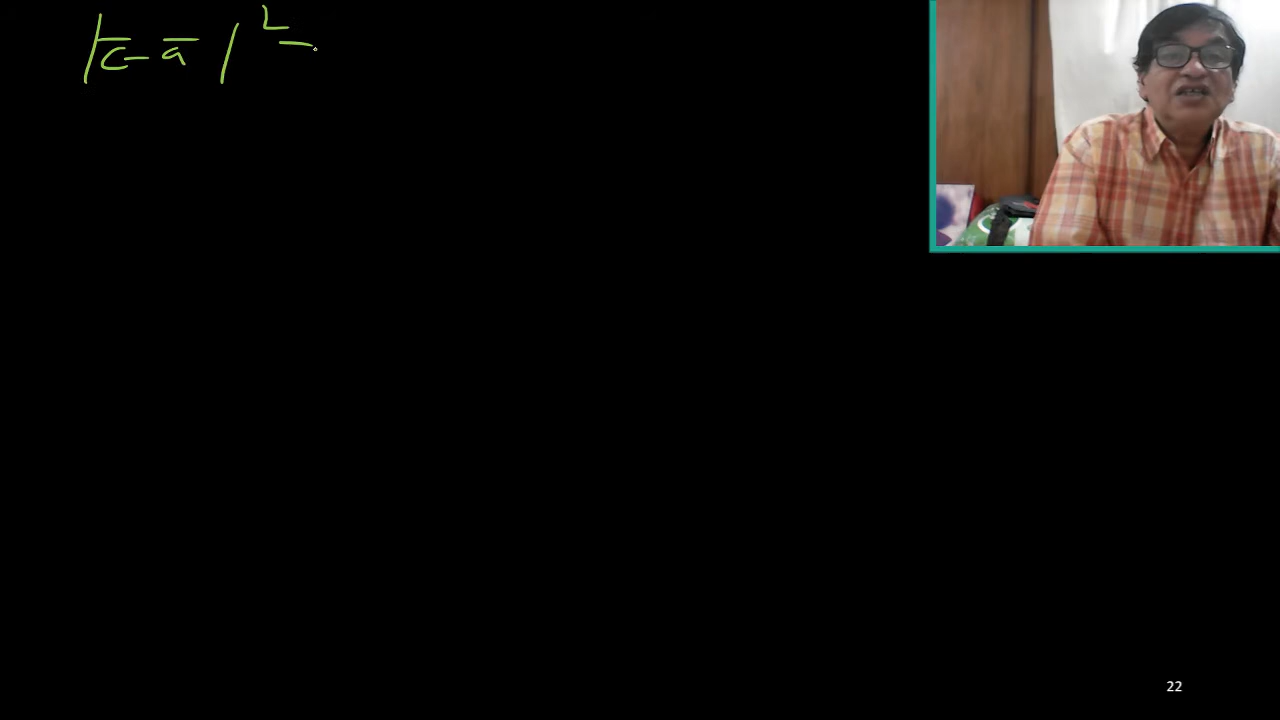 |c̅ - a̅|² -
22